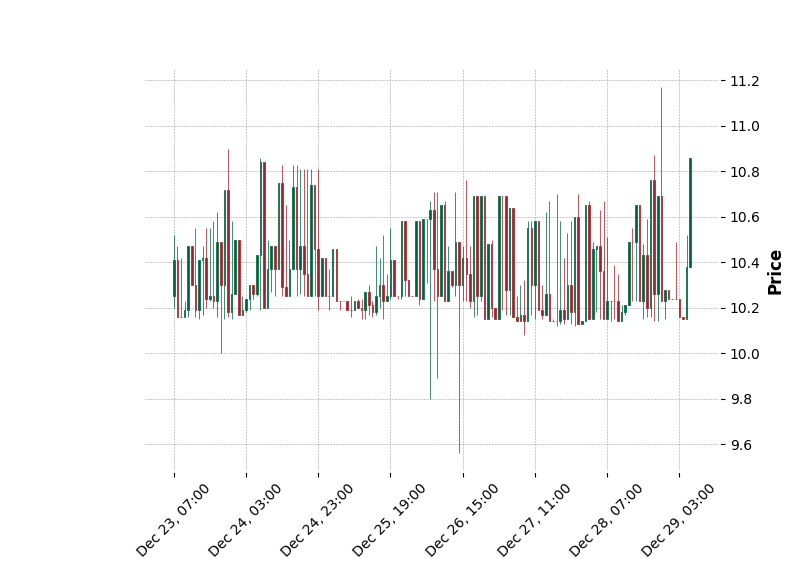 11.2
11.0
10.8
10.6
10.4
10.2
10.0
9.8
9.6
Price
Dec 23, 07:00
Dec 24, 03:00
Dec 24, 23:00
Dec 25, 19:00
Dec 26, 15:00
Dec 27, 11:00
Dec 28, 07:00
Dec 29, 03:00